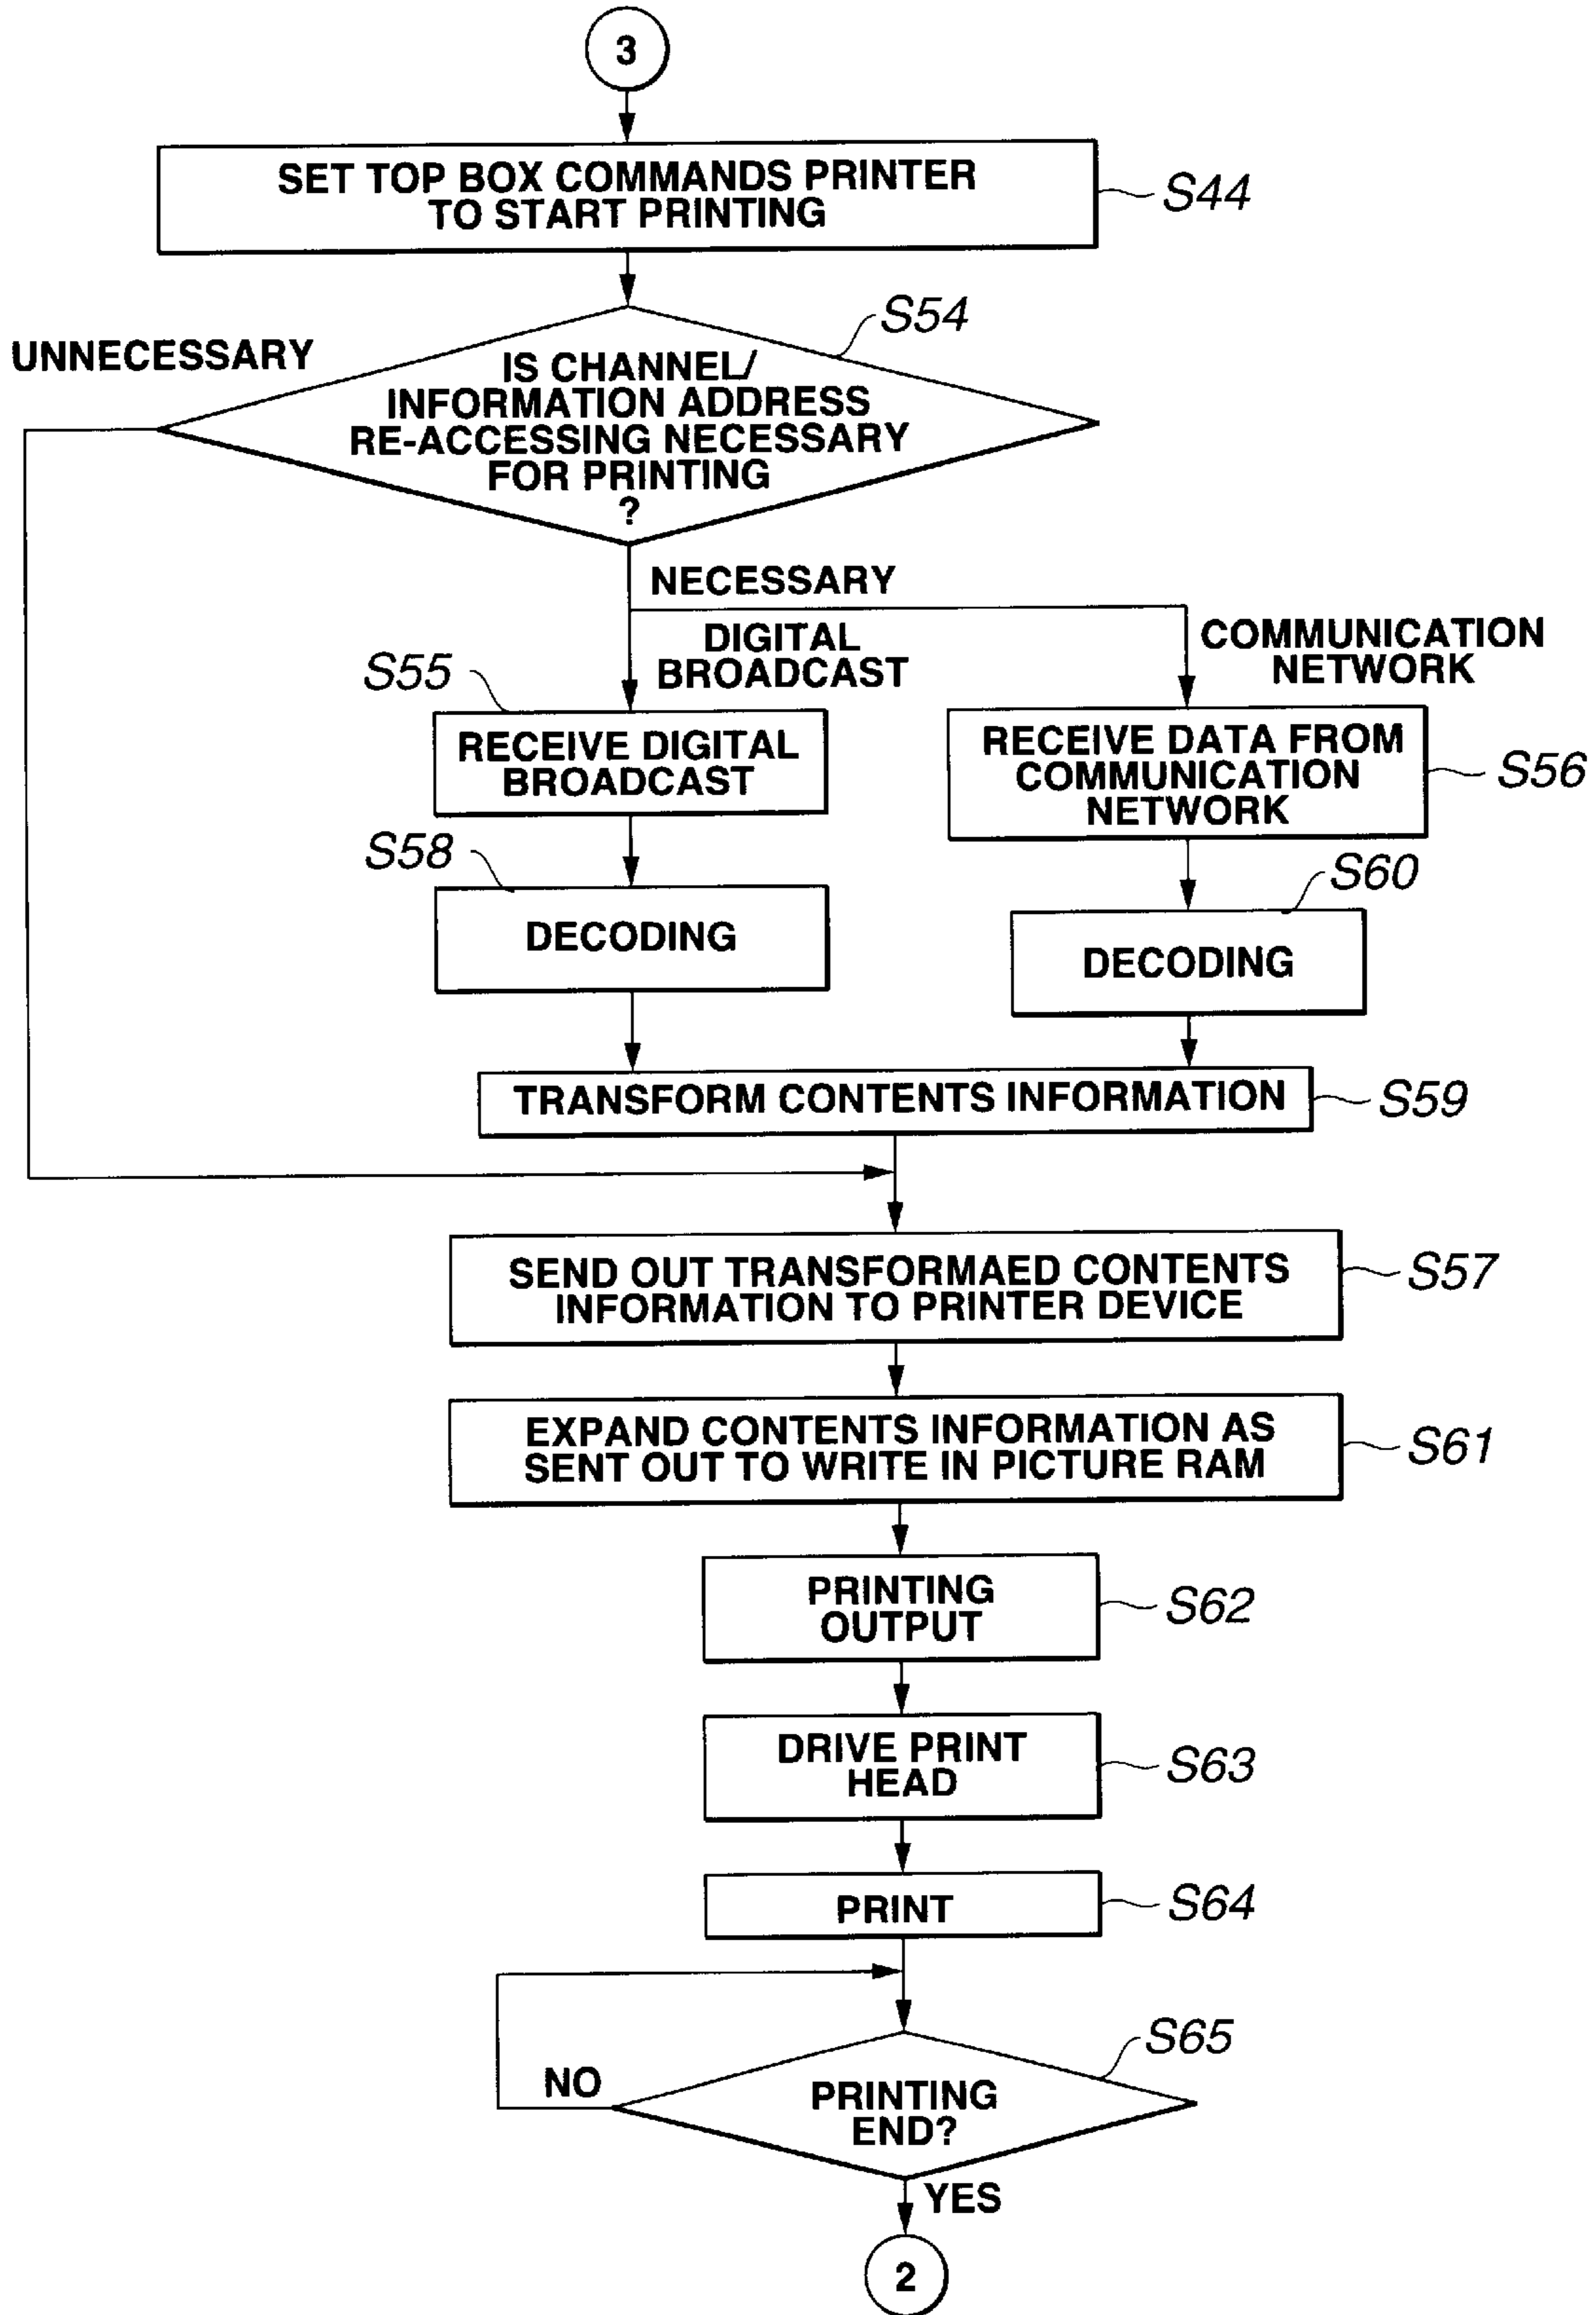 3
SET TOP BOX COMMANDS PRINTER
TO START PRINTING
S44
S54
UNNECESSARY
IS CHANNEL/
INFORMATION ADDRESS
RE-ACCESSING NECESSARY
FOR PRINTING
?
NECESSARY
DIGITAL
BROADCAST
COMMUNICATION
NETWORK
S55
RECEIVE DIGITAL
BROADCAST
RECEIVE DATA FROM
COMMUNICATION
NETWORK
S56
S58
DECODING
S60
DECODING
TRANSFORM CONTENTS INFORMATION
S59
SEND OUT TRANSFORMAED CONTENTS
INFORMATION TO PRINTER DEVICE
S57
EXPAND CONTENTS INFORMATION AS
SENT OUT TO WRITE IN PICTURE RAM
S61
PRINTING
OUTPUT
S62
DRIVE PRINT
HEAD
S63
PRINT
S64
S65
NO
PRINTING
END?
YES
2